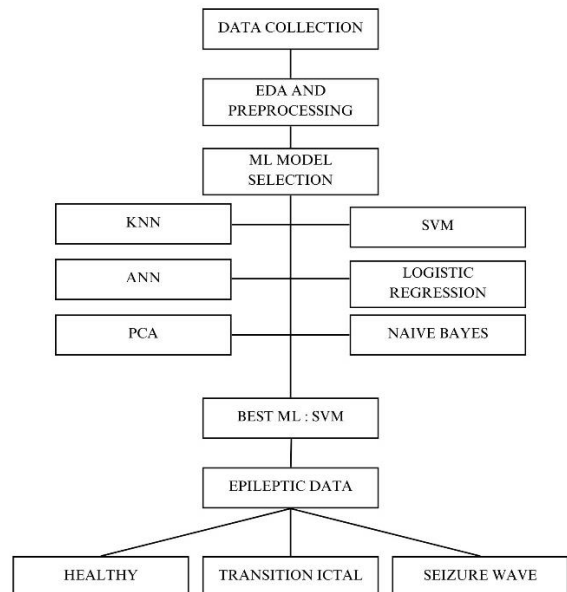 DATA COLLECTION
EDA AND
PREPROCESSING
ML MODEL
SELECTION
KNN
SVM
ANN
LOGISTIC
REGRESSION
PCA
NAIVE BAYES
BEST ML : SVM
EPILEPTIC DATA
HEALTHY
TRANSITION ICTAL
SEIZURE WAVE